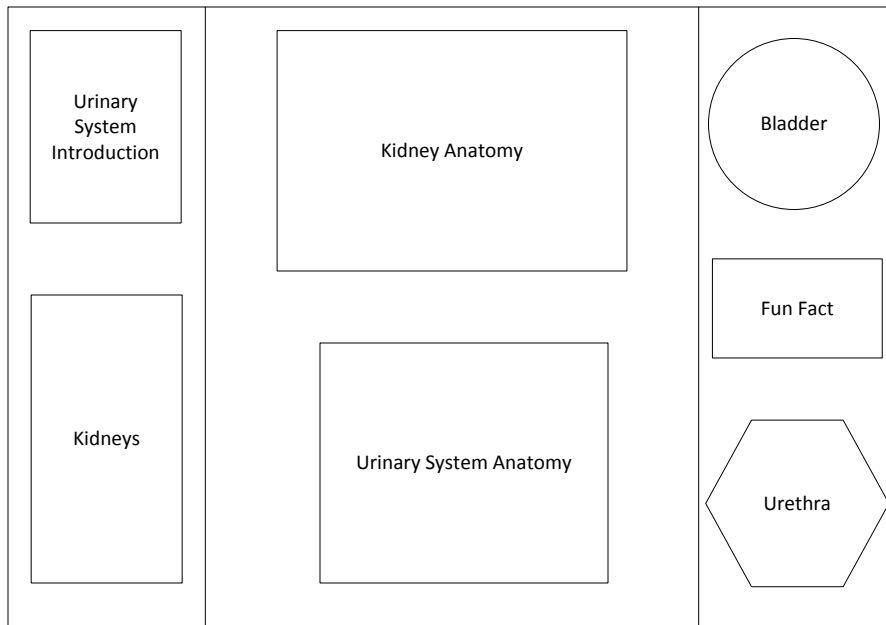 Urinary
System
Introduction
Kidneys
Kidney Anatomy
Urinary System Anatomy
Bladder
Fun Fact
Urethra